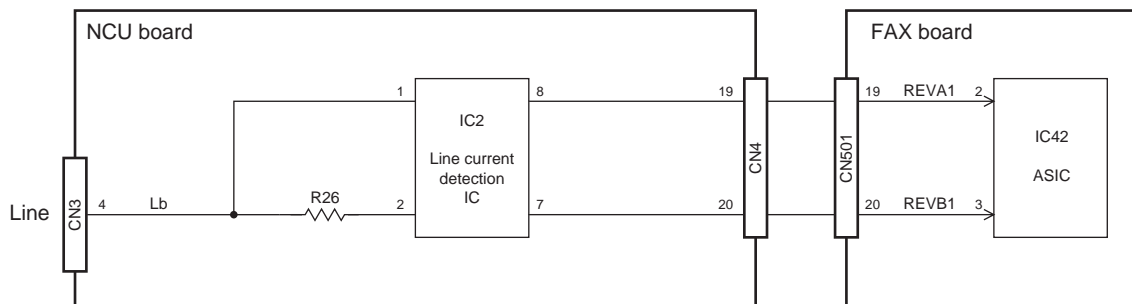 NCU board
FAX board
1
8
19
19
REVA1
2
IC2
Line current
detection
IC
CN4
CN501
IC42
ASIC
Line
CN3
4
Lb
R26
2
7
20
20
REVB1
3